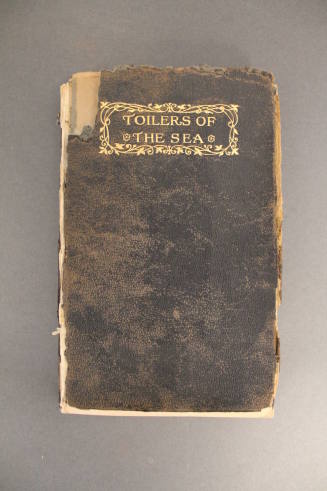 TOILERS OF
THE SEA